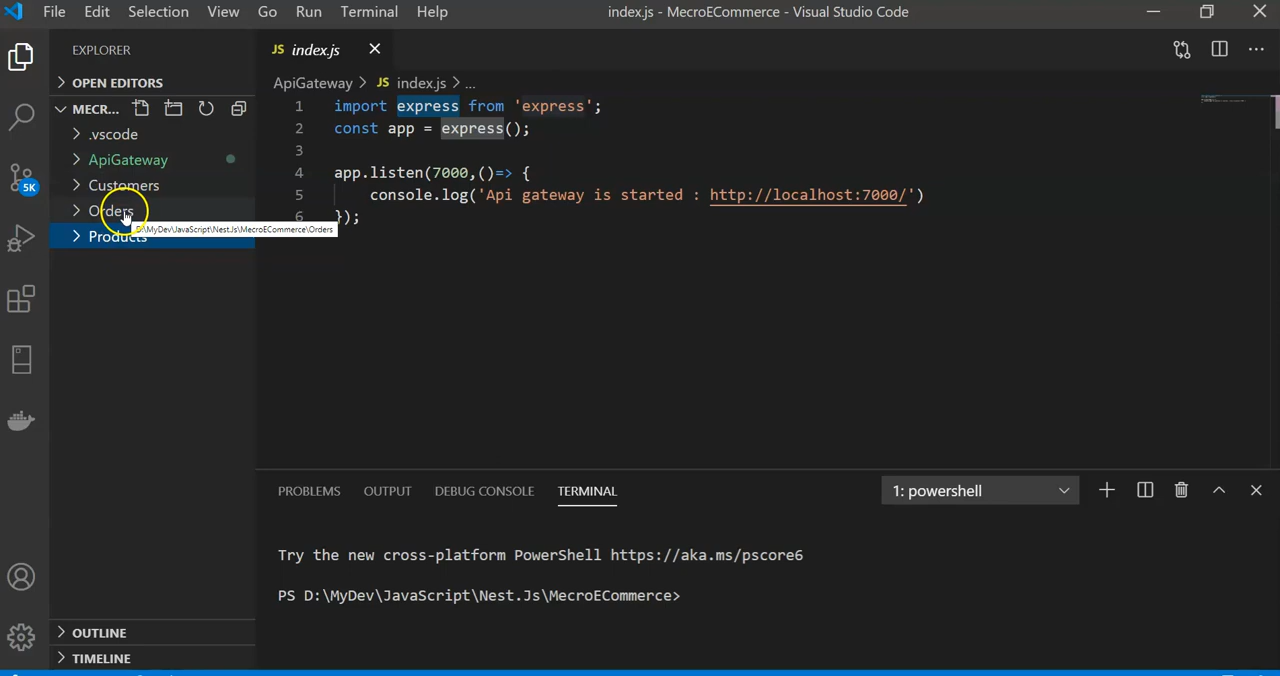 File Edit Selection View Go Run Terminal Help
index.js - MecroECommerce - Visual Studio Code
EXPLORER
OPEN EDITORS
MECR...
.vscode
ApiGateway
Customers
Orders
D:\MyDev\JavaScript\Nest.Js\MecroECommerce\Orders
Products
OUTLINE
TIMELINE
5K
JS index.js
ApiGateway > JS index.js > ...
1 import express from 'express';
2 const app = express();
3
4 app.listen(7000,()=> {
5 console.log('Api gateway is started : http://localhost:7000/')
6 });
PROBLEMS OUTPUT DEBUG CONSOLE TERMINAL
1: powershell
Try the new cross-platform PowerShell https://aka.ms/pscore6
PS D:\MyDev\JavaScript\Nest.Js\MecroECommerce>